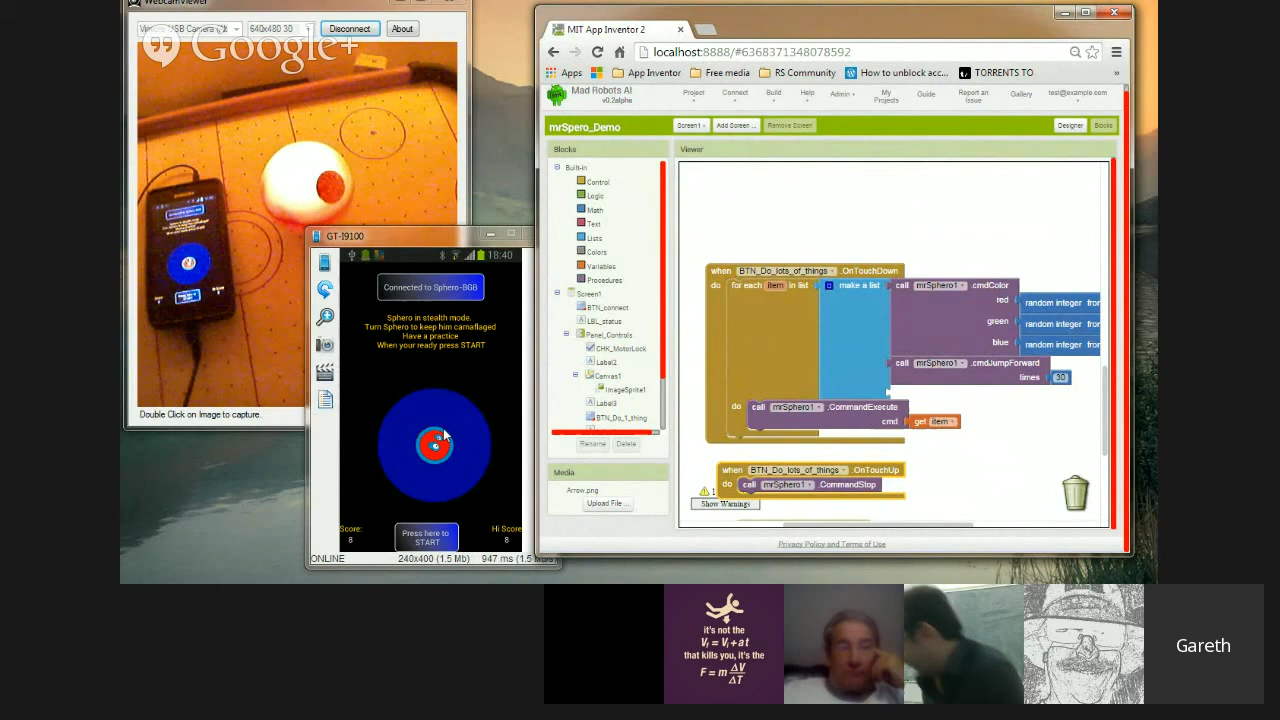 WebcamViewer
640x480 30
Disconnect
About
Google+
Double Click on Image to capture.
GT-I9100
18:40
Connected to Sphero-BGB
Sphero in stealth mode.
Turn Sphero to keep him camaflaged
Have a practice
When your ready press START
Score:
8
Press here to
START
Hi Score
8
ONLINE
240x400 (1.5 Mb)
947 ms (1.5 Mb/s
MIT App Inventor 2
localhost:8888/#6368371348078592
Apps
App Inventor
Free media
RS Community
How to unblock acc...
TORRENTS TO
»
Mad Robots AI
v0.2alpha
Project
Connect
Build
Help
Admin
My Projects
Guide
Report an Issue
Gallery
test@example.com
mrSpero_Demo
Screen1
Add Screen ...
Remove Screen
Designer
Blocks
Blocks
Built-in
Control
Logic
Math
Text
Lists
Colors
Variables
Procedures
Screen1
BTN_connect
LBL_status
Panel_Controls
CHK_MotorLock
Label2
Canvas1
ImageSprite1
Label3
BTN_Do_1_thing
Rename
Delete
Media
Arrow.png
Upload File ...
Viewer
when BTN_Do_lots_of_things .OnTouchDown
do for each item in list
make a list
call mrSphero1 .cmdColor
red random integer from
green random integer from
blue random integer from
call mrSphero1 .cmdJumpForward
times 30
do call mrSphero1 .CommandExecute
cmd get item
when BTN_Do_lots_of_things .OnTouchUp
do call mrSphero1 .CommandStop
1
Show Warnings
Privacy Policy and Terms of Use
it's not the
Vf = Vi + at
that kills you, it's the
F = m ΔV
ΔT
Gareth